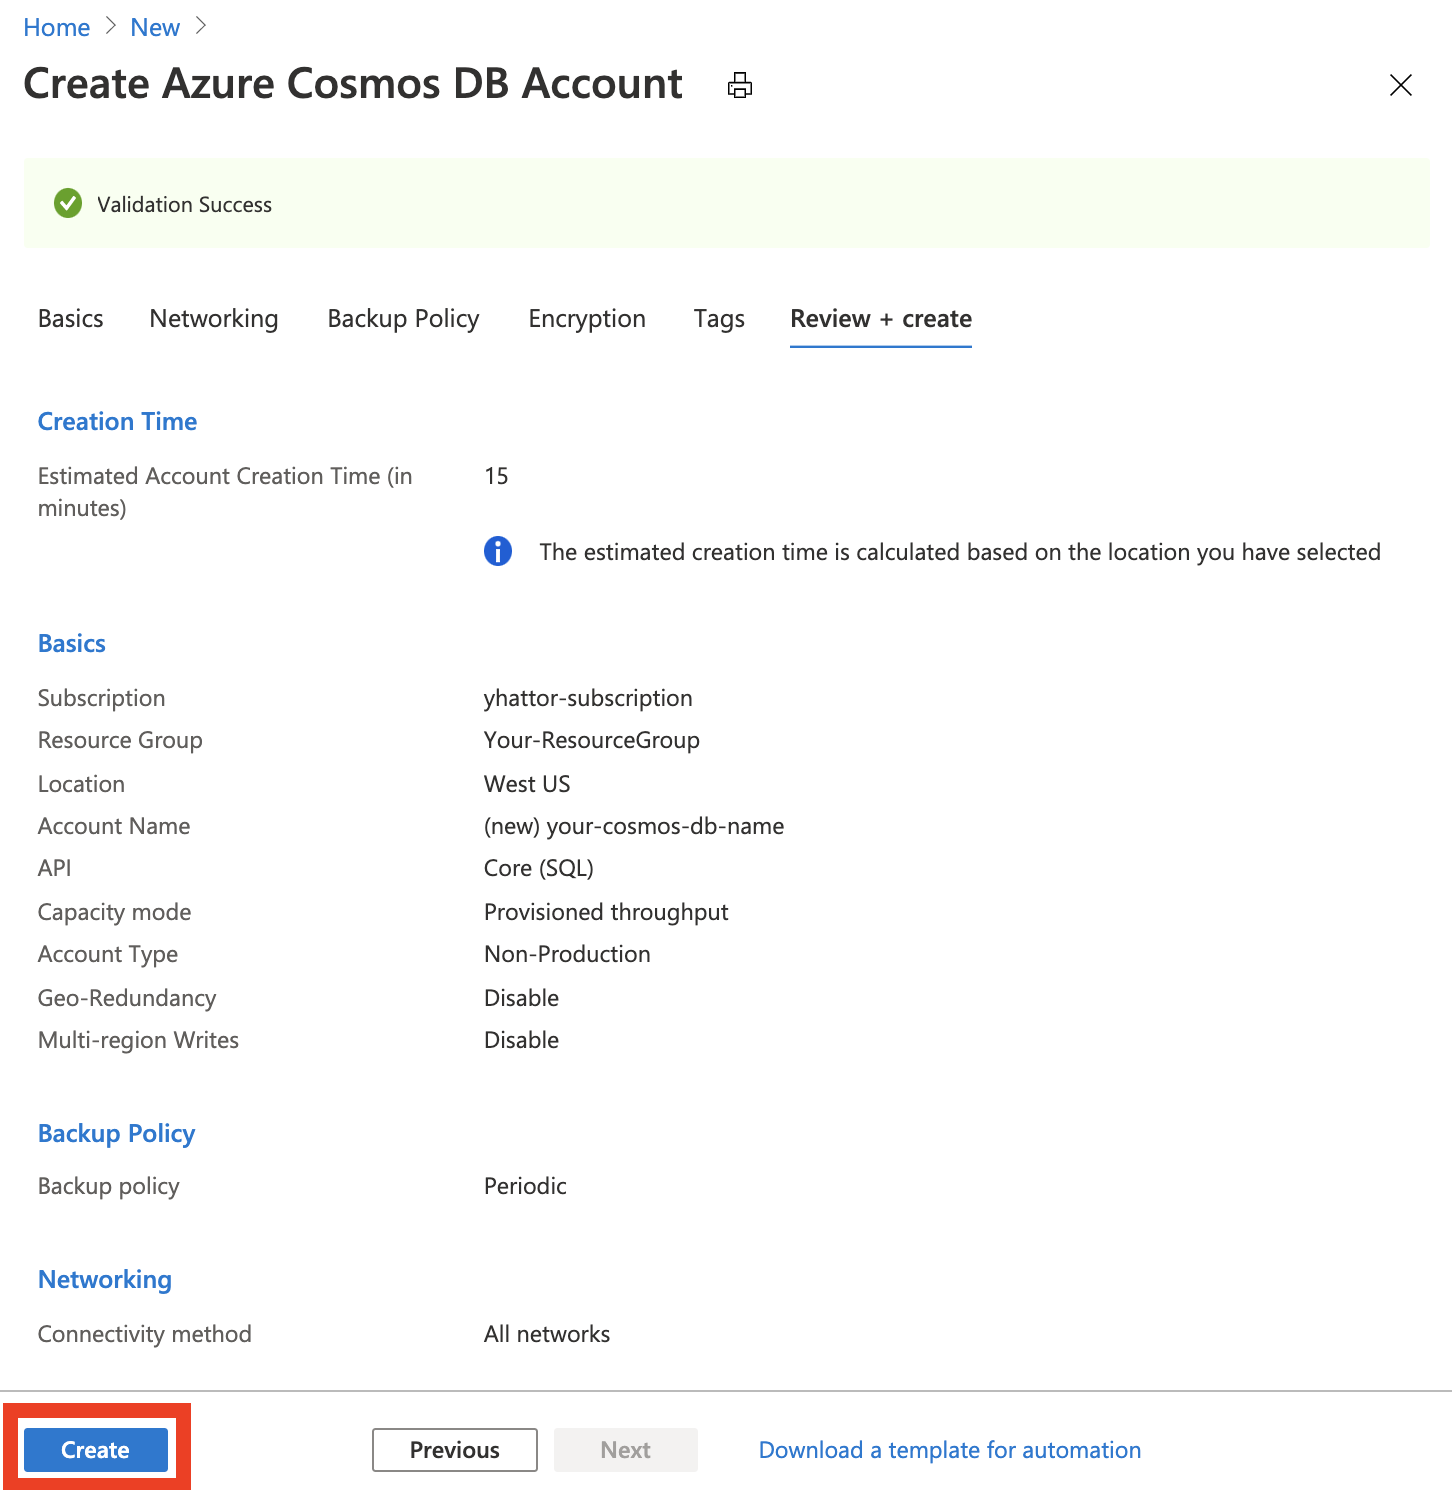 Home > New >
Create Azure Cosmos DB Account
Validation Success
Basics Networking Backup Policy Encryption Tags Review + create
Creation Time
Estimated Account Creation Time (in
minutes)
15
The estimated creation time is calculated based on the location you have selected
Basics
Subscription yhattor-subscription
Resource Group Your-ResourceGroup
Location West US
Account Name (new) your-cosmos-db-name
API Core (SQL)
Capacity mode Provisioned throughput
Account Type Non-Production
Geo-Redundancy Disable
Multi-region Writes Disable
Backup Policy
Backup policy Periodic
Networking
Connectivity method All networks
Create Previous Next Download a template for automation